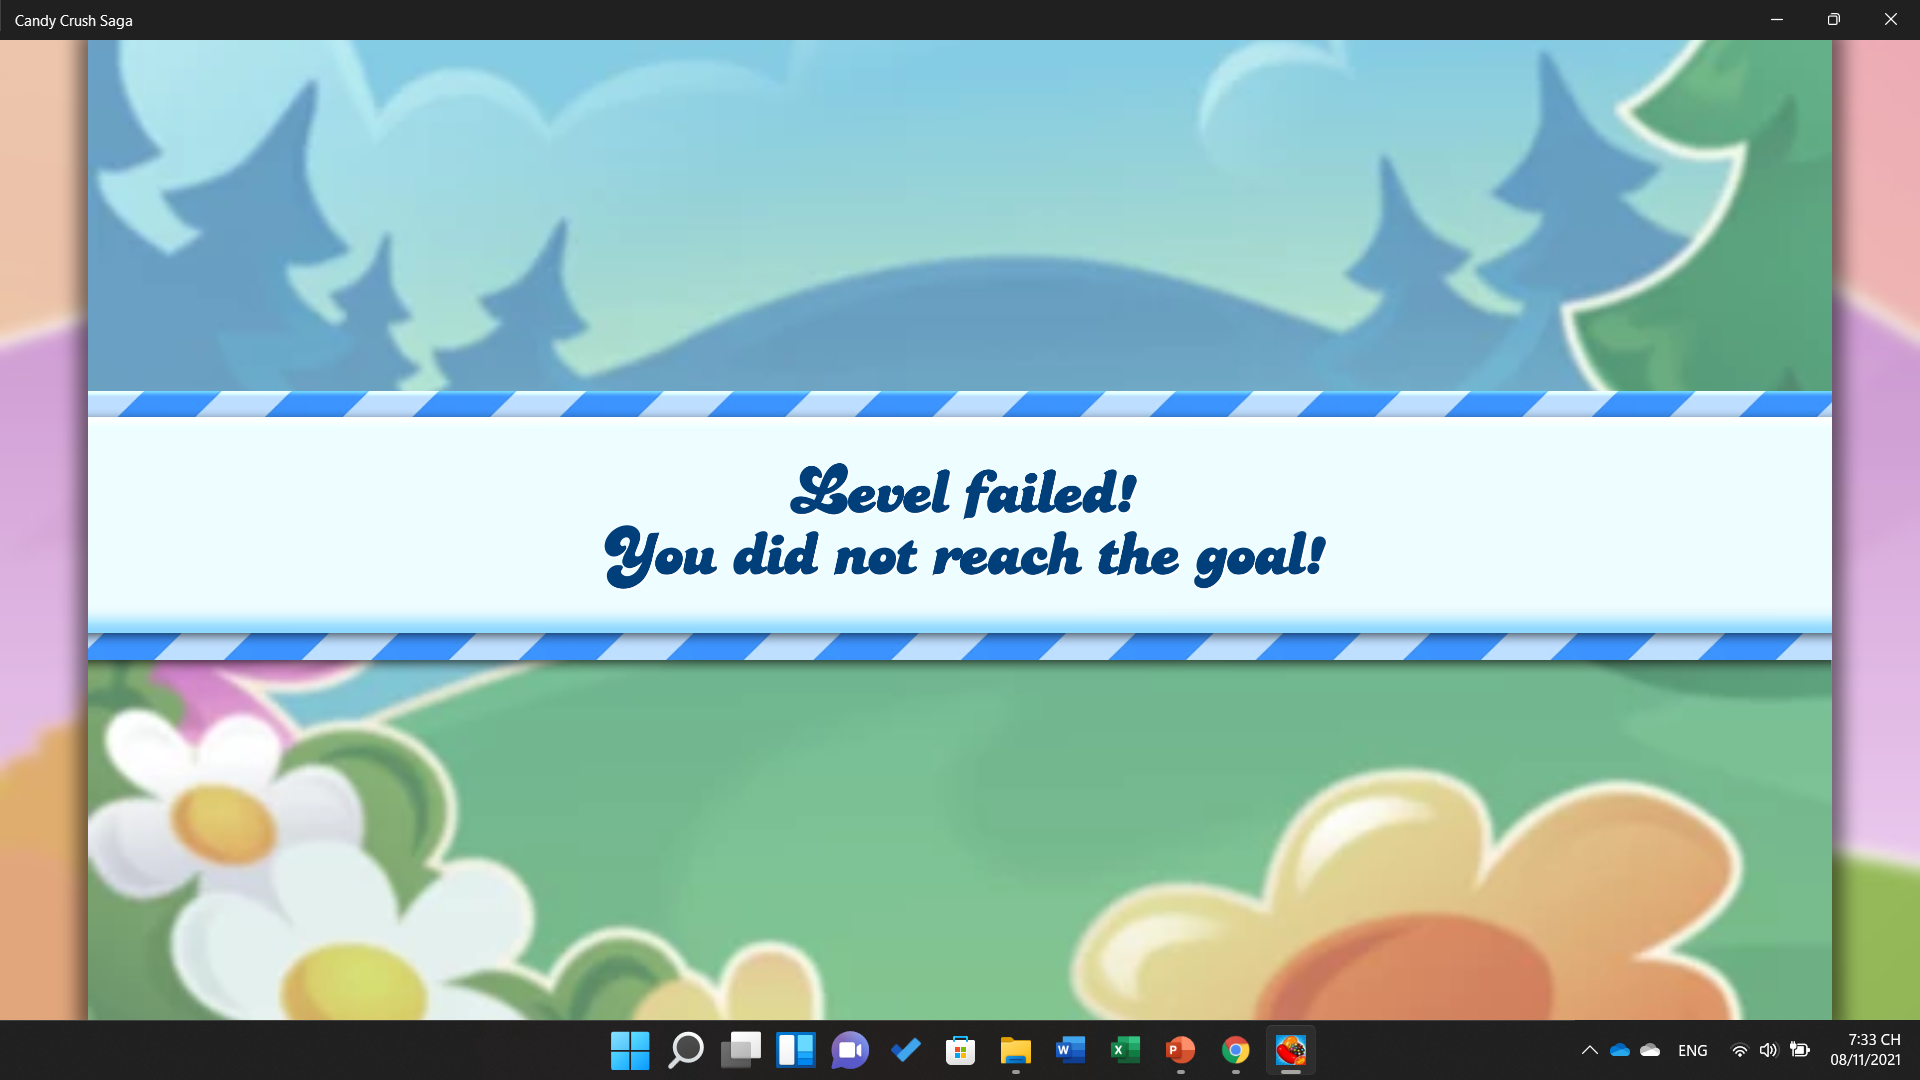 Candy Crush Saga
Level failed!
You did not reach the goal!
W
X
P
ENG
7:33 CH
08/11/2021